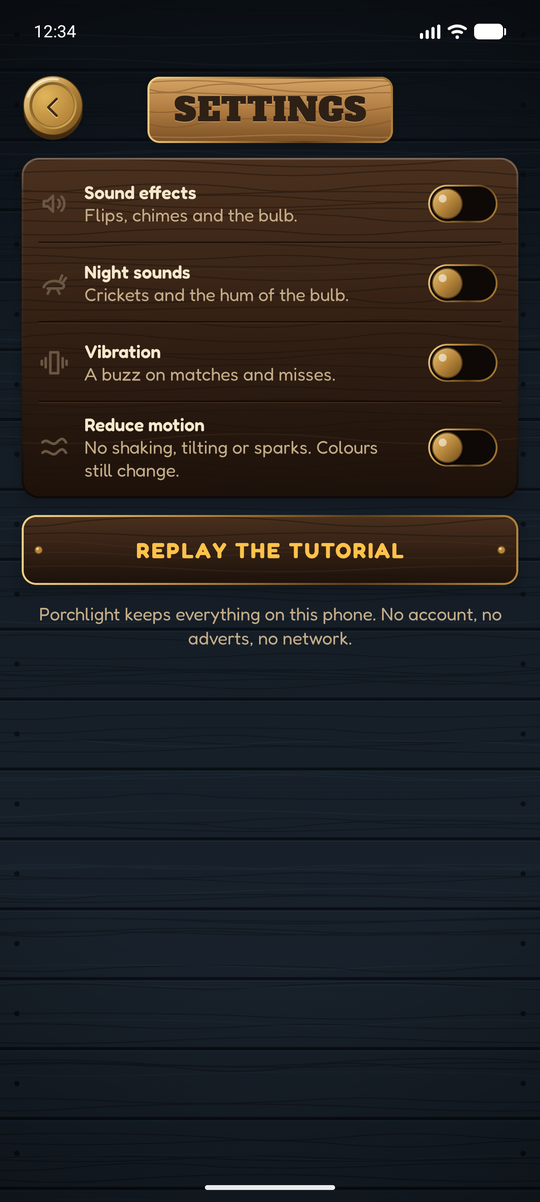 12:34
SETTINGS
Sound effects
Flips, chimes and the bulb.
Night sounds
Crickets and the hum of the bulb.
Vibration
A buzz on matches and misses.
Reduce motion
No shaking, tilting or sparks. Colours
still change.
REPLAY THE TUTORIAL
Porchlight keeps everything on this phone. No account, no
adverts, no network.